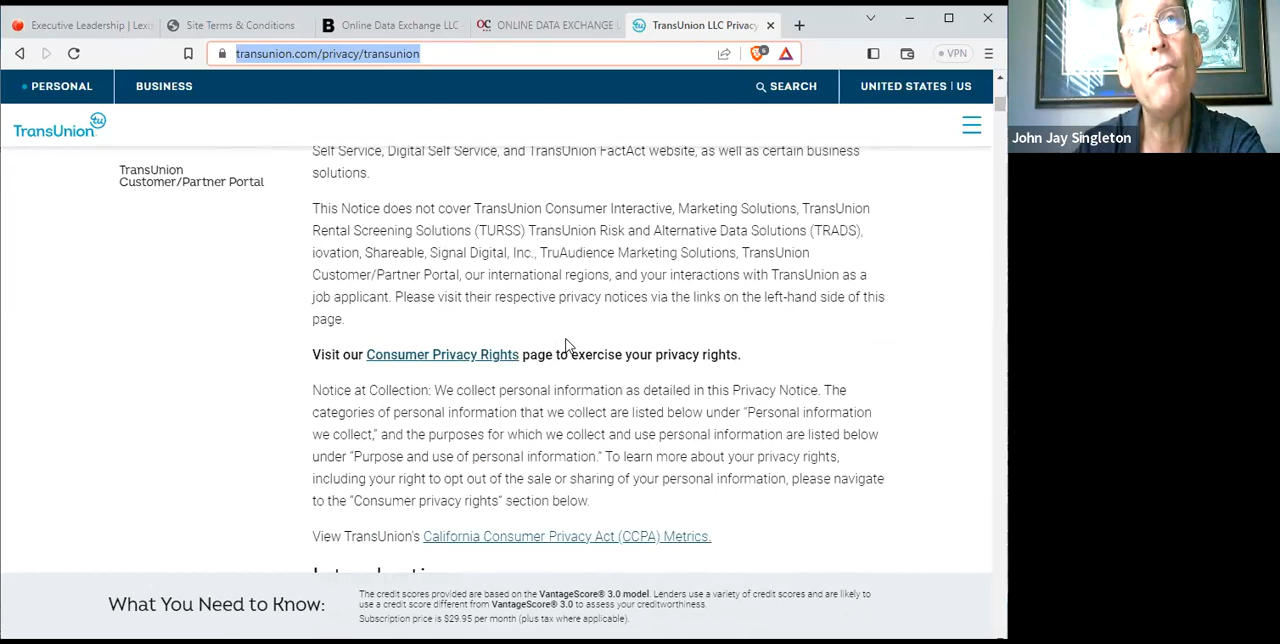 Executive Leadership | Lexis
Site Terms & Conditions
Online Data Exchange LLC
ONLINE DATA EXCHANGE L
TransUnion LLC Privacy
transunion.com/privacy/transunion
6
VPN
PERSONAL
BUSINESS
SEARCH
UNITED STATES | US
TransUnion tu
John Jay Singleton
TransUnion
Customer/Partner Portal
Self Service, Digital Self Service, and TransUnion FactAct website, as well as certain business
solutions.
This Notice does not cover TransUnion Consumer Interactive, Marketing Solutions, TransUnion
Rental Screening Solutions (TURSS) TransUnion Risk and Alternative Data Solutions (TRADS),
iovation, Shareable, Signal Digital, Inc., TruAudience Marketing Solutions, TransUnion
Customer/Partner Portal, our international regions, and your interactions with TransUnion as a
job applicant. Please visit their respective privacy notices via the links on the left-hand side of this
page.
Visit our Consumer Privacy Rights page to exercise your privacy rights.
Notice at Collection: We collect personal information as detailed in this Privacy Notice. The
categories of personal information that we collect are listed below under “Personal information
we collect,” and the purposes for which we collect and use personal information are listed below
under “Purpose and use of personal information.” To learn more about your privacy rights,
including your right to opt out of the sale or sharing of your personal information, please navigate
to the “Consumer privacy rights” section below.
View TransUnion's California Consumer Privacy Act (CCPA) Metrics.
What You Need to Know:
The credit scores provided are based on the VantageScore® 3.0 model. Lenders use a variety of credit scores and are likely to
use a credit score different from VantageScore® 3.0 to assess your creditworthiness.
Subscription price is $29.95 per month (plus tax where applicable).